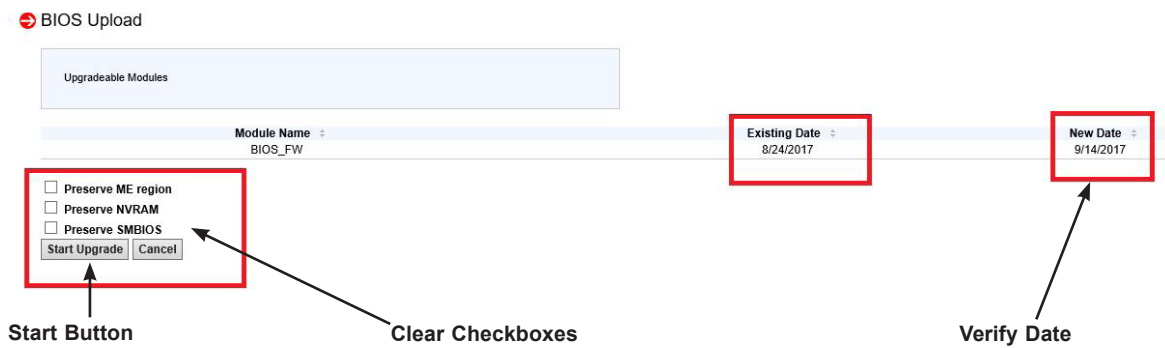 BIOS Upload
Upgradeable Modules
Module Name Existing Date New Date
BIOS_FW 8/24/2017 9/14/2017
Preserve ME region
Preserve NVRAM
Preserve SMBIOS
Start Upgrade Cancel
Start Button Clear Checkboxes Verify Date